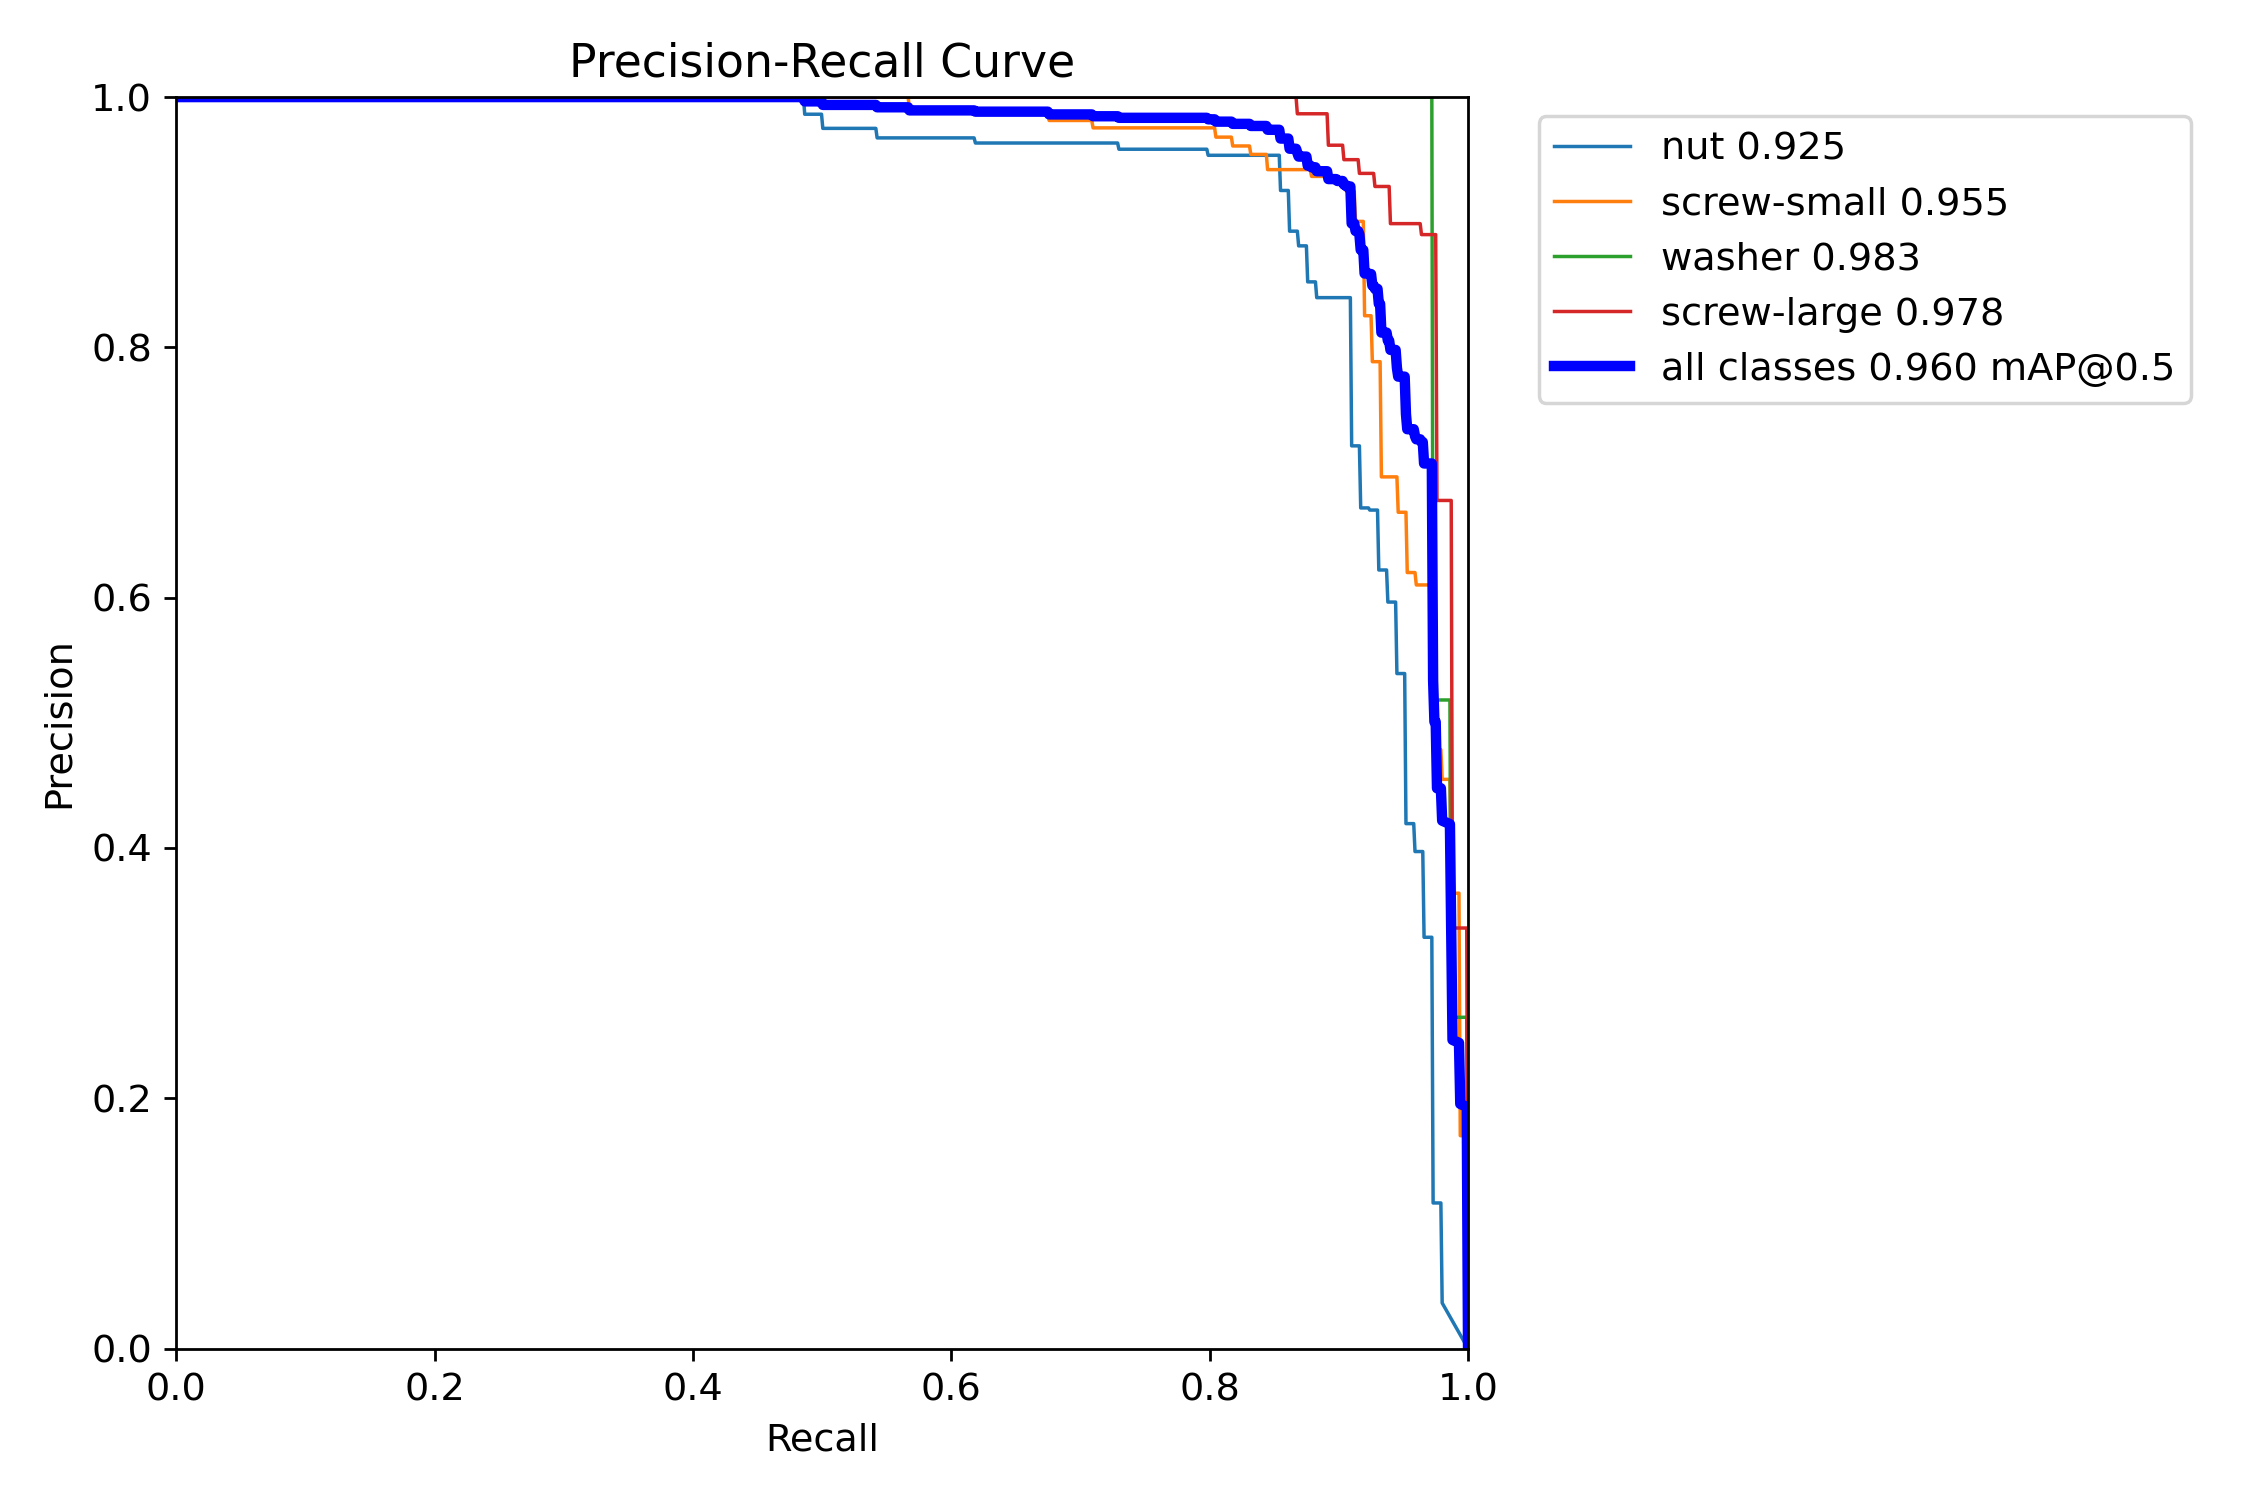 Precision-Recall Curve
1.0
0.8
0.6
0.4
0.2
0.0
Precision
0.0 0.2 0.4 0.6 0.8 1.0
Recall
nut 0.925
screw-small 0.955
washer 0.983
screw-large 0.978
all classes 0.960 mAP@0.5